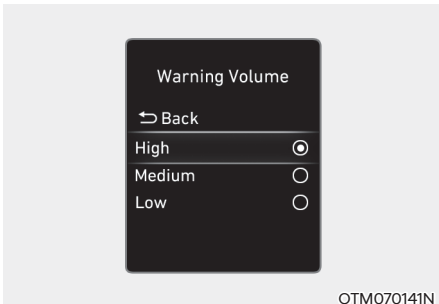 Warning Volume
Back
High
Medium
Low
OTM070141N